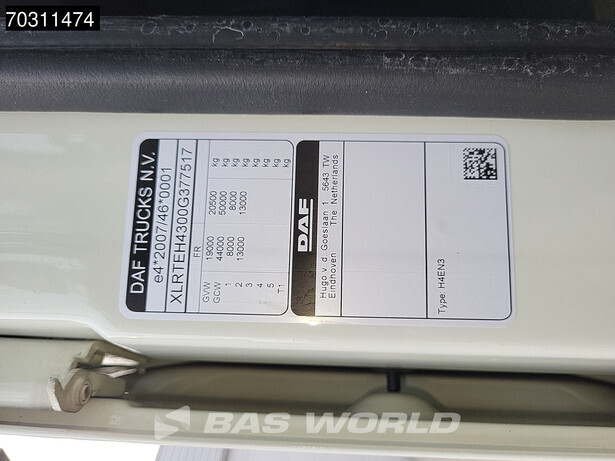 70311474
DAF TRUCKS N.V.
e4*2007/46*0001
XLRTEH4300G377517
FR
GVW 19000 20500 kg
GCW 44000 50000 kg
1 8000 8000 kg
2 13000 13000 kg
3 kg
4 kg
5 kg
T1 kg
DAF
Hugo v. d. Goeslaan 1 5643 TW
Eindhoven The Netherlands
Type: H4EN3
BAS WORLD